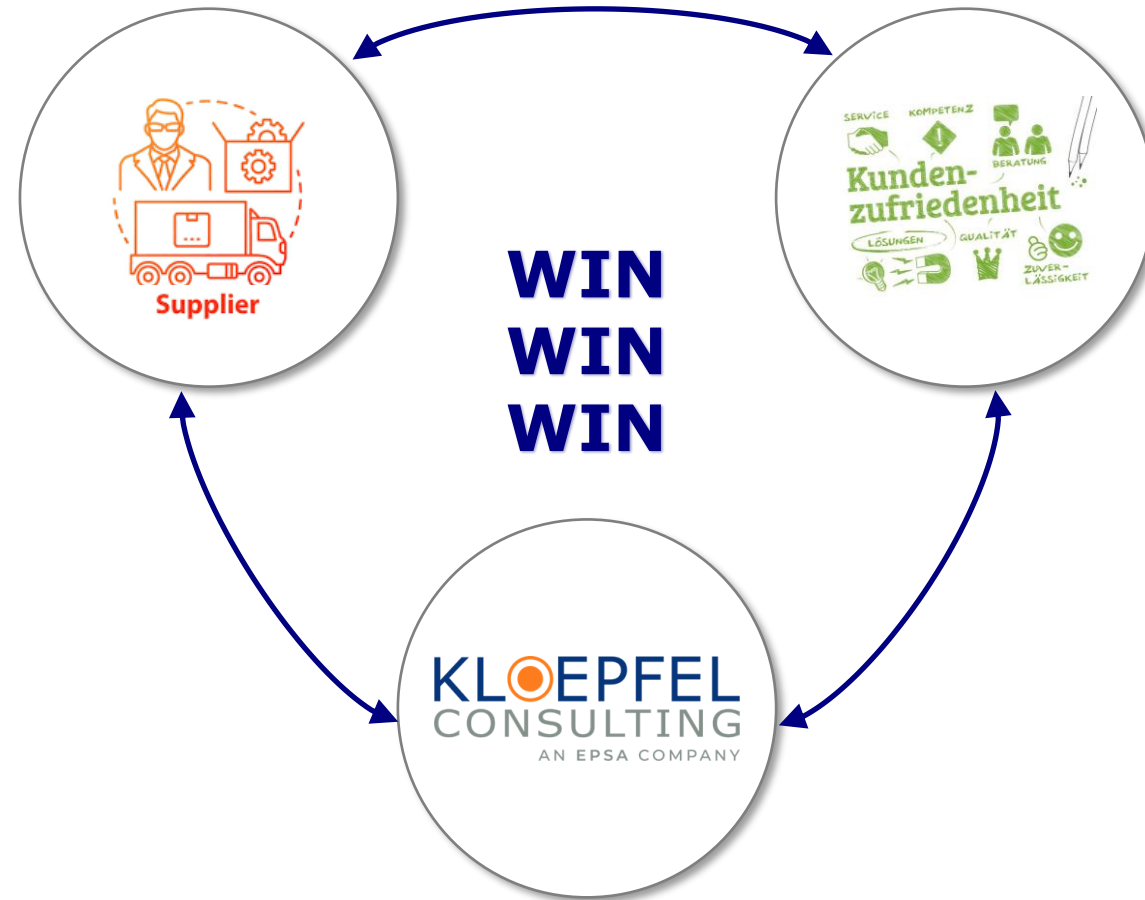 Supplier
SERVICE
KOMPETENZ
BERATUNG
Kunden-
zufriedenheit
LÖSUNGEN
QUALITÄT
ZUVER-
LÄSSIGKEIT
WIN
WIN
WIN
KLOEPFEL
CONSULTING
AN EPSA COMPANY